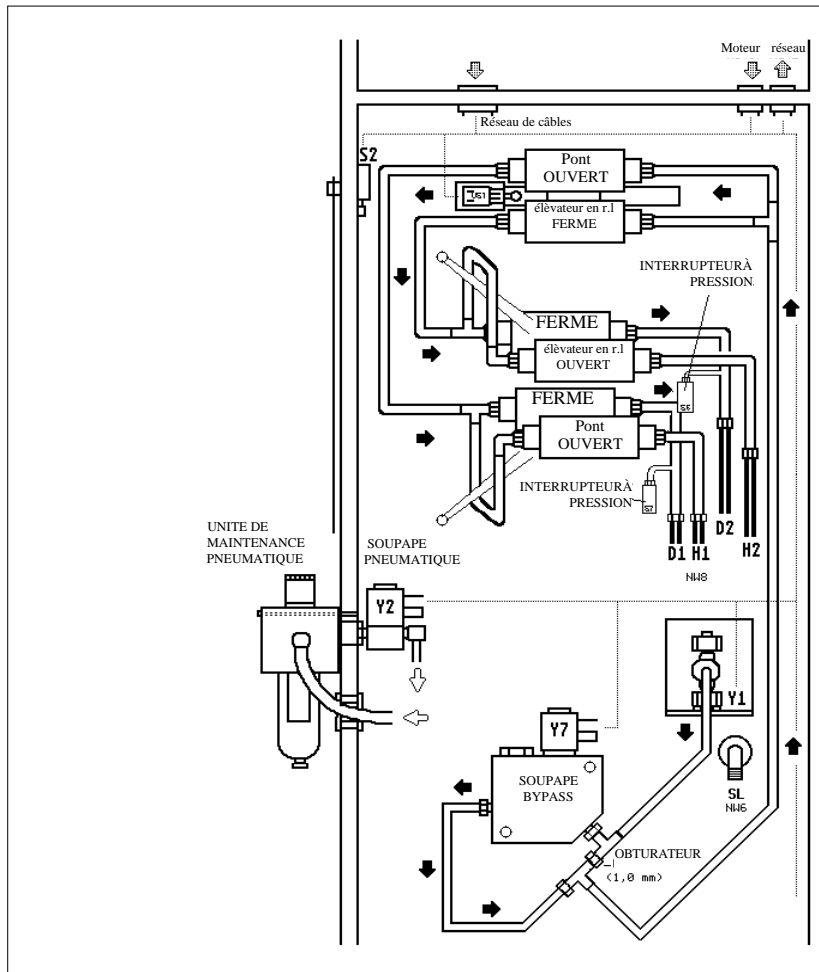 Moteur réseau
Réseau de câbles
S2
Pont
OUVERT
élèvateur en r.l
FERME
INTERRUPTEURÀ
PRESSION
FERME
élèvateur en r.l
OUVERT
FERME
S6
Pont
OUVERT
INTERRUPTEURÀ
PRESSION
S7
D1 H1 D2 H2
NW8
UNITE DE
MAINTENANCE
PNEUMATIQUE
SOUPAPE
PNEUMATIQUE
Y2
Y1
Y7
SOUPAPE
BYPASS
SL
NW6
OBTURATEUR
(1,0 mm)